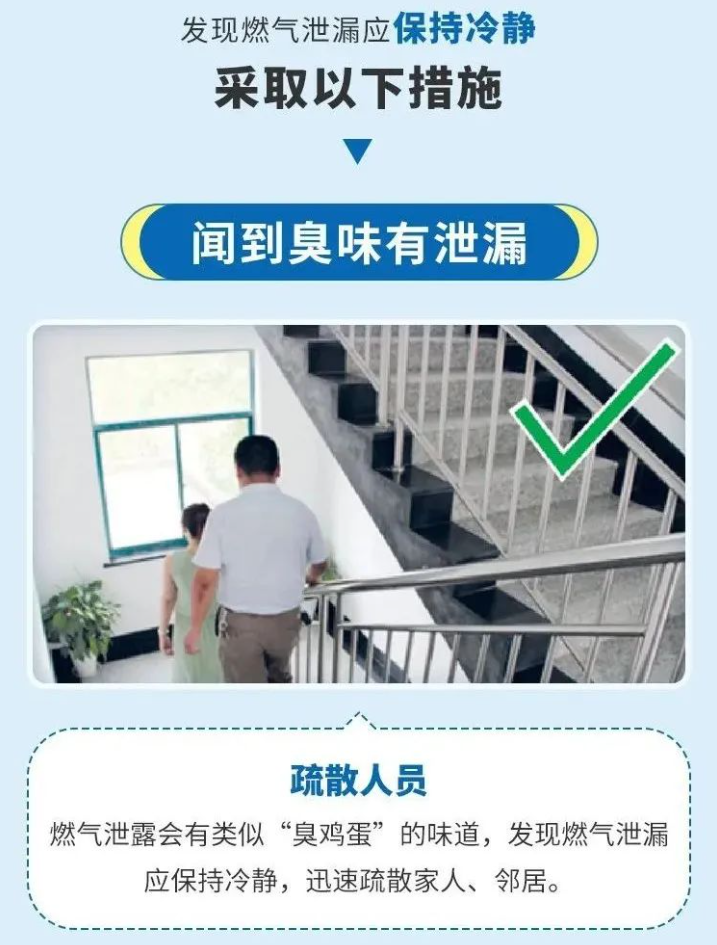 发现燃气泄漏应保持冷静
采取以下措施
闻到臭味有泄漏
疏散人员
燃气泄露会有类似“臭鸡蛋”的味道，发现燃气泄漏
应保持冷静，迅速疏散家人、邻居。